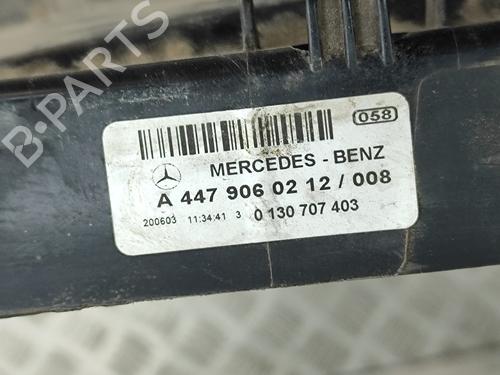 B-PARTS
058
MERCEDES - BENZ
A 447 906 02 12 / 008
200603 11:34:41 3 0 130 707 403